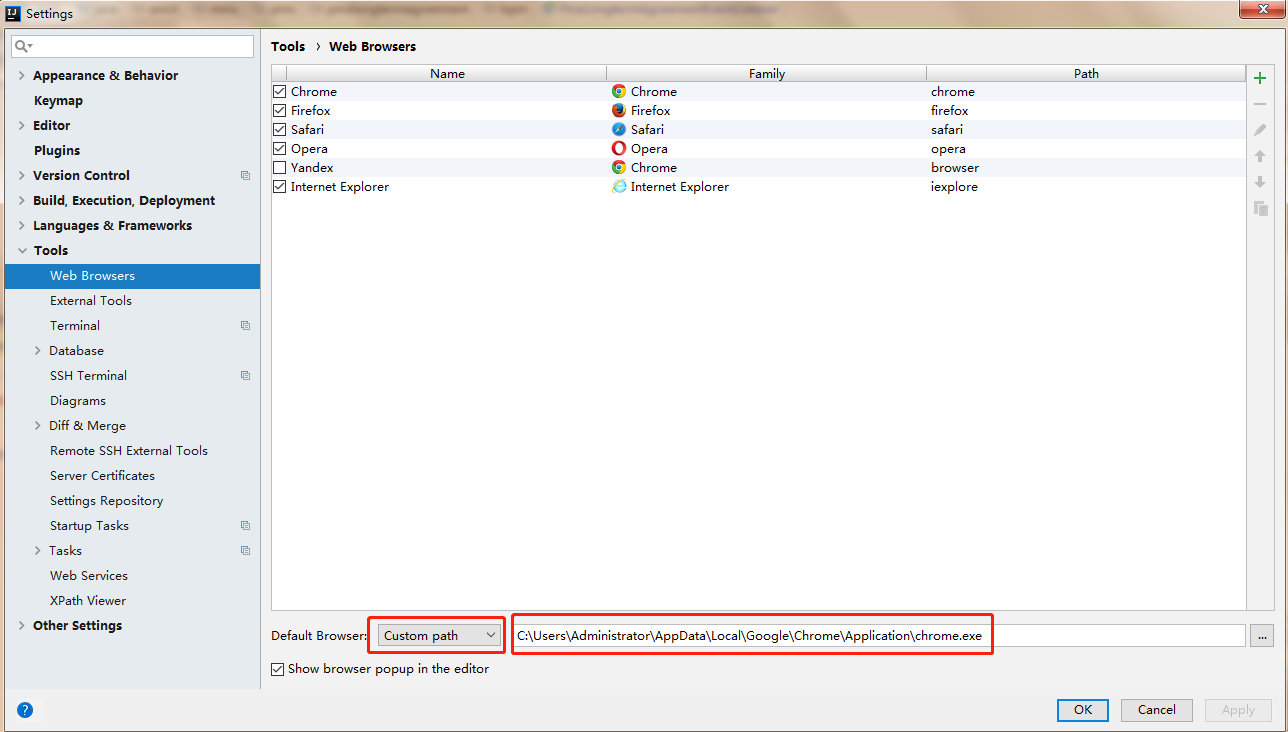 Settings
Tools › Web Browsers
Appearance & Behavior
Keymap
Editor
Plugins
Version Control
Build, Execution, Deployment
Languages & Frameworks
Tools
Web Browsers
External Tools
Terminal
Database
SSH Terminal
Diagrams
Diff & Merge
Remote SSH External Tools
Server Certificates
Settings Repository
Startup Tasks
Tasks
Web Services
XPath Viewer
Other Settings
Name Family Path
Chrome Chrome chrome
Firefox Firefox firefox
Safari Safari safari
Opera Opera opera
Yandex Chrome browser
Internet Explorer Internet Explorer iexplore
Default Browser: Custom path C:\Users\Administrator\AppData\Local\Google\Chrome\Application\chrome.exe ...
Show browser popup in the editor
? OK Cancel Apply